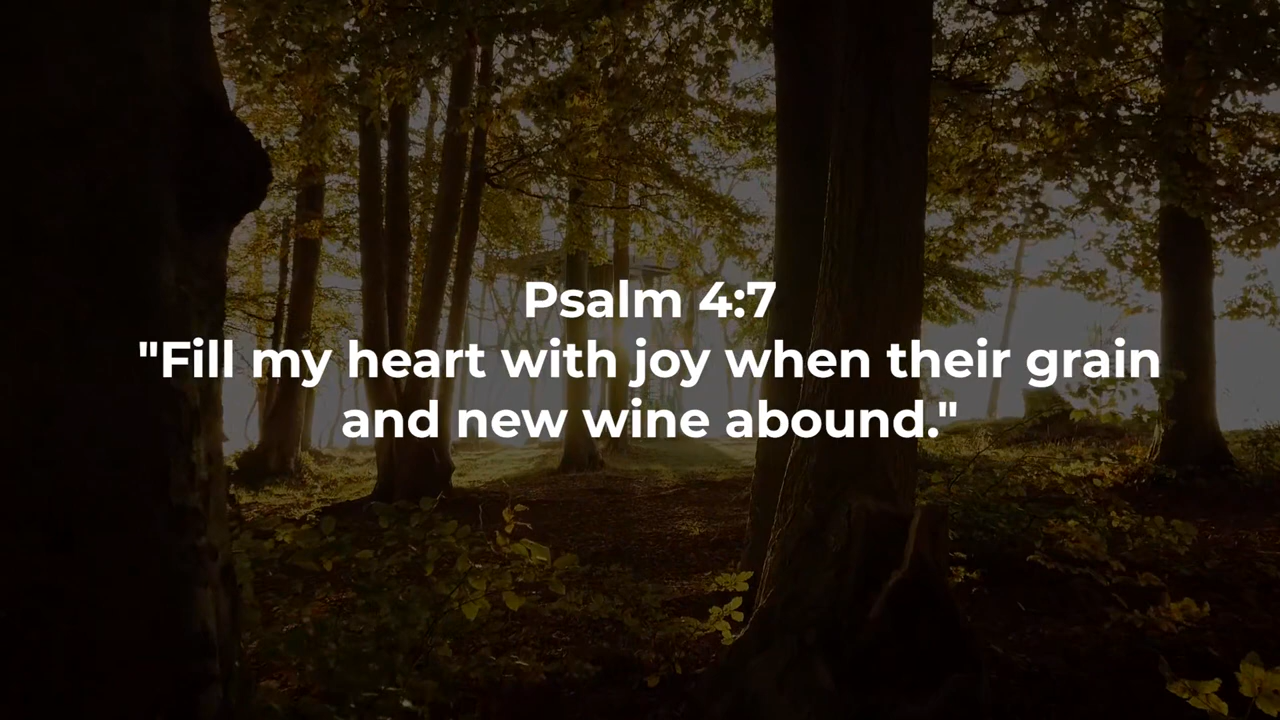 Psalm 4:7
"Fill my heart with joy when their grain
and new wine abound."